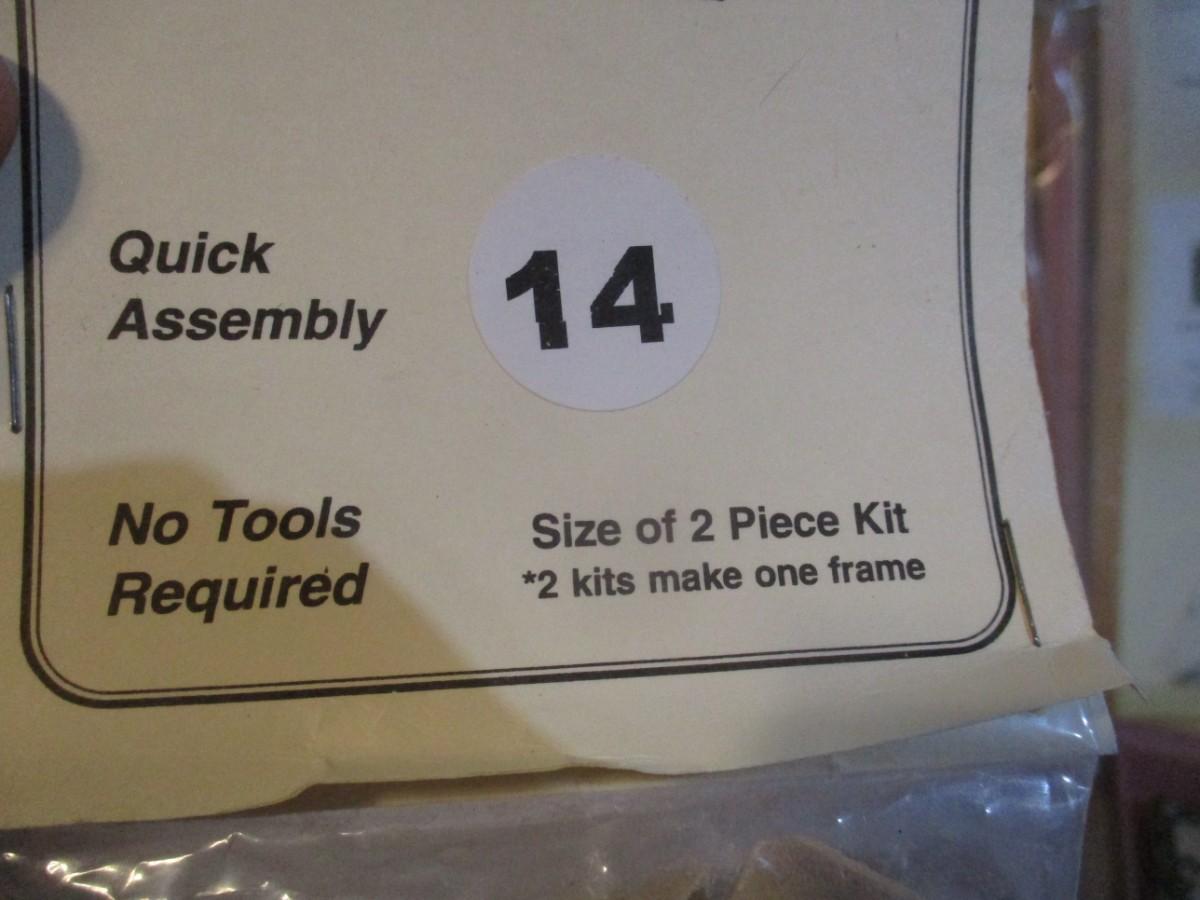 Quick
Assembly
14
No Tools
Required
Size of 2 Piece Kit
*2 kits make one frame